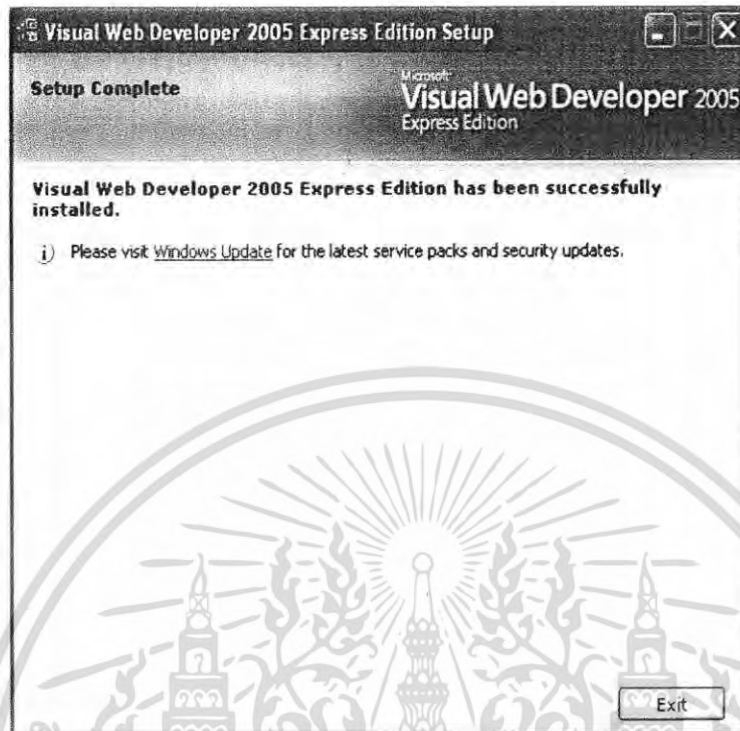 Visual Web Developer 2005 Express Edition Setup
Setup Complete
Microsoft
Visual Web Developer 2005
Express Edition
Visual Web Developer 2005 Express Edition has been successfully
installed.
i Please visit Windows Update for the latest service packs and security updates.
Exit